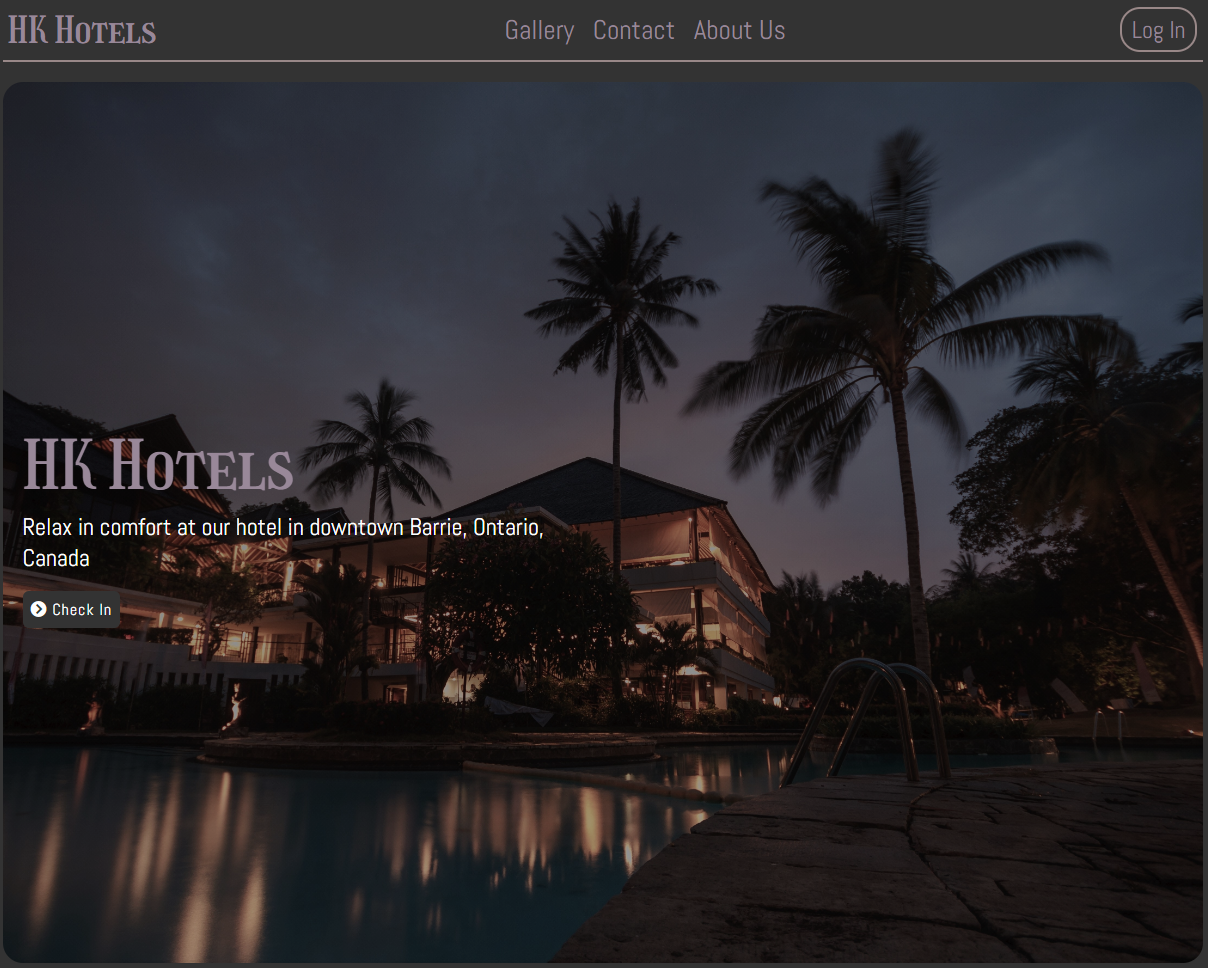 HK Hotels
Gallery Contact About Us
Log In
HK Hotels
Relax in comfort at our hotel in downtown Barrie, Ontario,
Canada
Check In